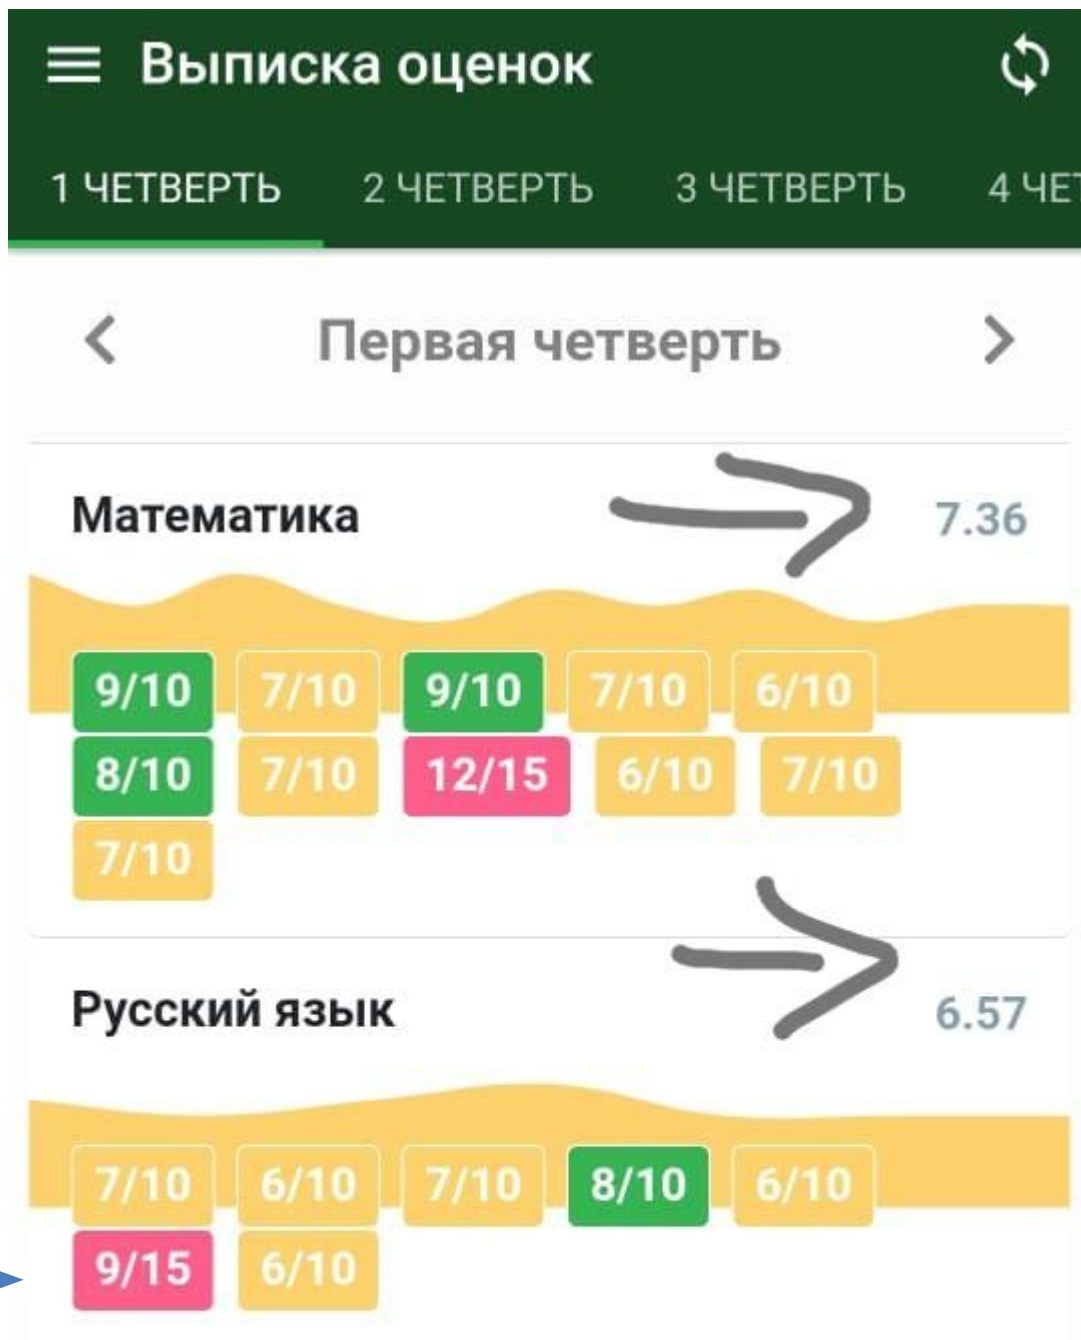 Выписка оценок
1 ЧЕТВЕРТЬ 2 ЧЕТВЕРТЬ 3 ЧЕТВЕРТЬ 4 ЧЕТ
Первая четверть
Математика 7.36
9/10 7/10 9/10 7/10 6/10
8/10 7/10 12/15 6/10 7/10
7/10
Русский язык 6.57
7/10 6/10 7/10 8/10 6/10
9/15 6/10